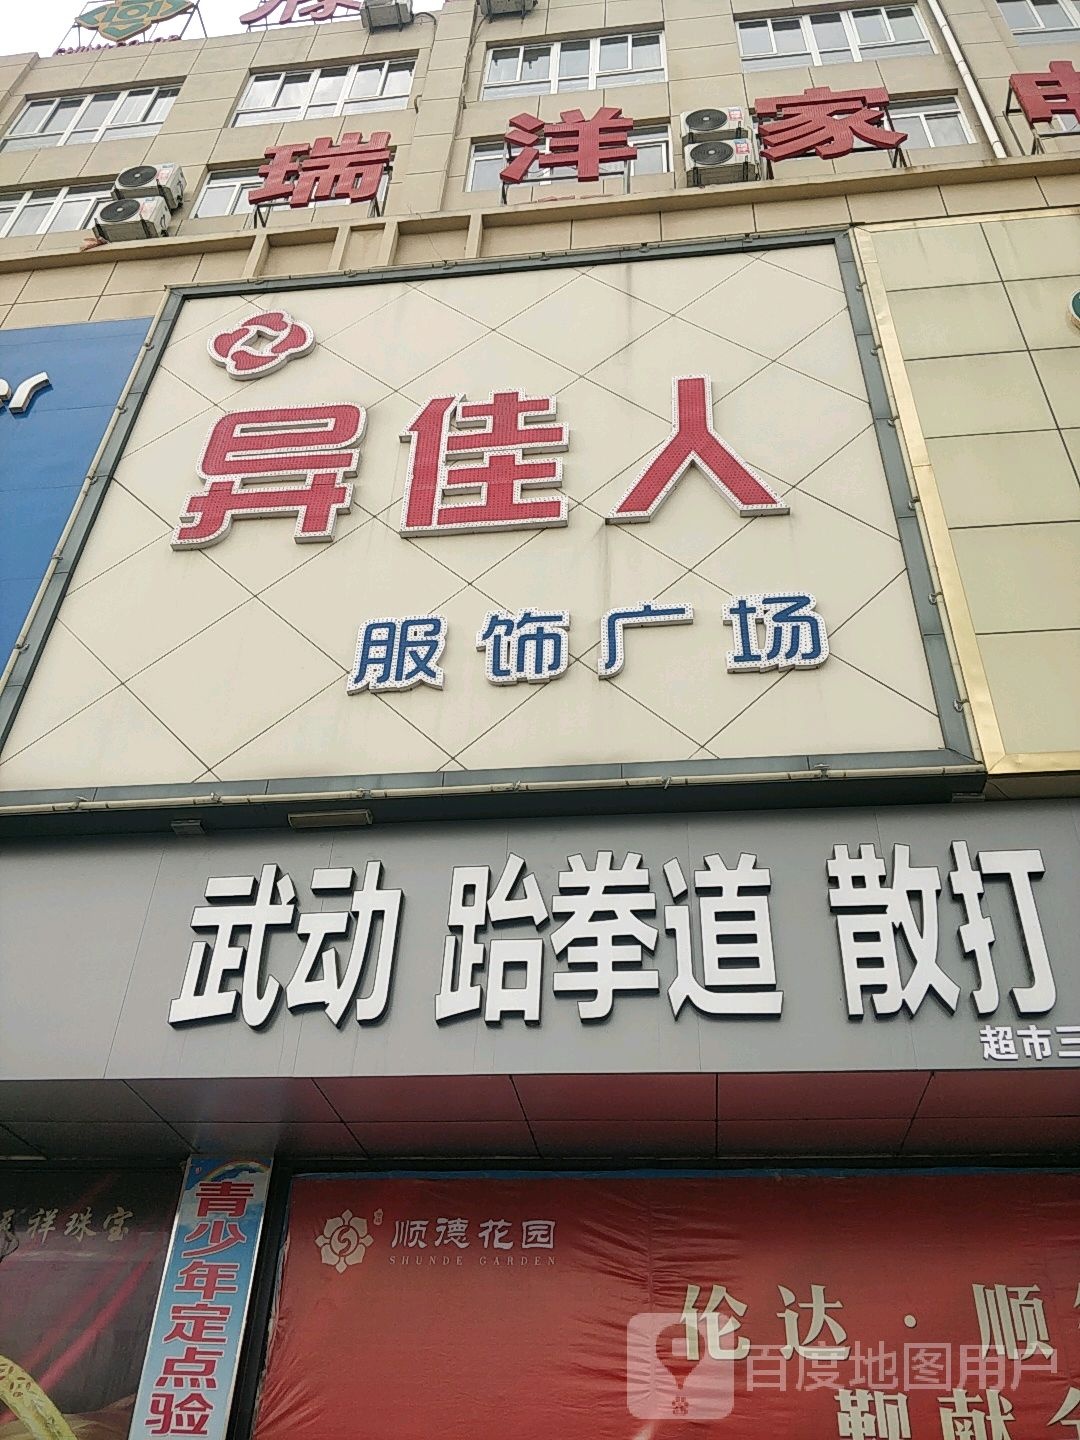 瑞洋家电
异佳人
服饰广场
武动 跆拳道 散打
超市三
祥珠宝
青少年定点验
顺德花园
SHUNDE GARDEN
伦达·顺
献
百度地图用户